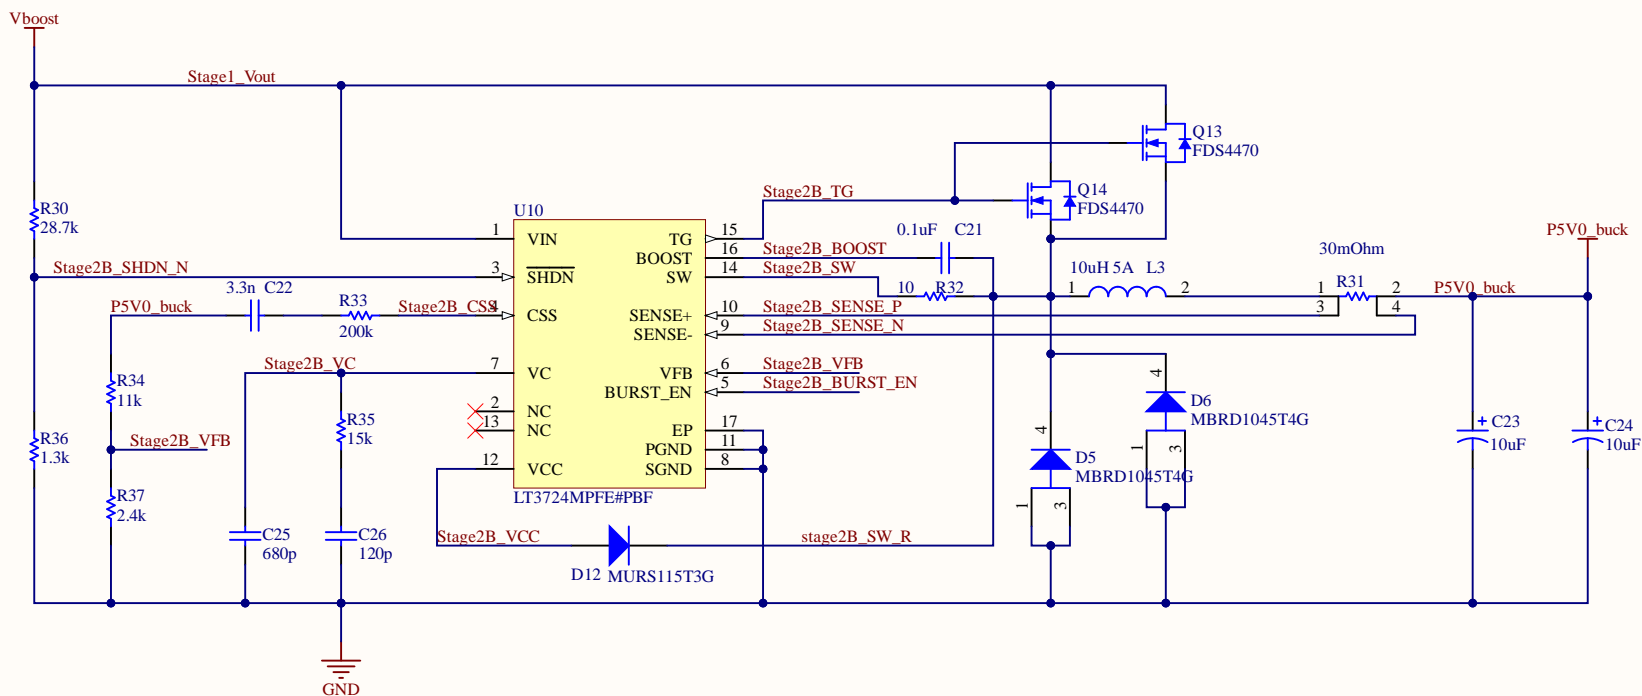 Vboost
Stage1_Vout
Q13
FDS4470
Q14
FDS4470
Stage2B_TG
R30
28.7k
U10
1
VIN
TG
15
BOOST
16
Stage2B_BOOST
0.1uF
C21
P5V0_buck
Stage2B_SHDN_N
3
SHDN
SW
14
Stage2B_SW
10
R32
10uH 5A
L3
1
2
30mOhm
R31
1
2
3
4
P5V0_buck
3.3n
C22
P5V0_buck
R33
200k
Stage2B_CSS
4
CSS
SENSE+
10
Stage2B_SENSE_P
SENSE-
9
Stage2B_SENSE_N
Stage2B_VC
7
VC
VFB
6
Stage2B_VFB
BURST_EN
5
Stage2B_BURST_EN
R34
11k
2
NC
13
NC
EP
17
PGND
11
12
VCC
SGND
8
LT3724MPFE#PBF
R35
15k
R36
1.3k
Stage2B_VFB
R37
2.4k
4
D6
MBRD1045T4G
1
3
4
D5
MBRD1045T4G
1
3
C23
10uF
C24
10uF
C25
680p
C26
120p
Stage2B_VCC
stage2B_SW_R
D12
MURS115T3G
GND